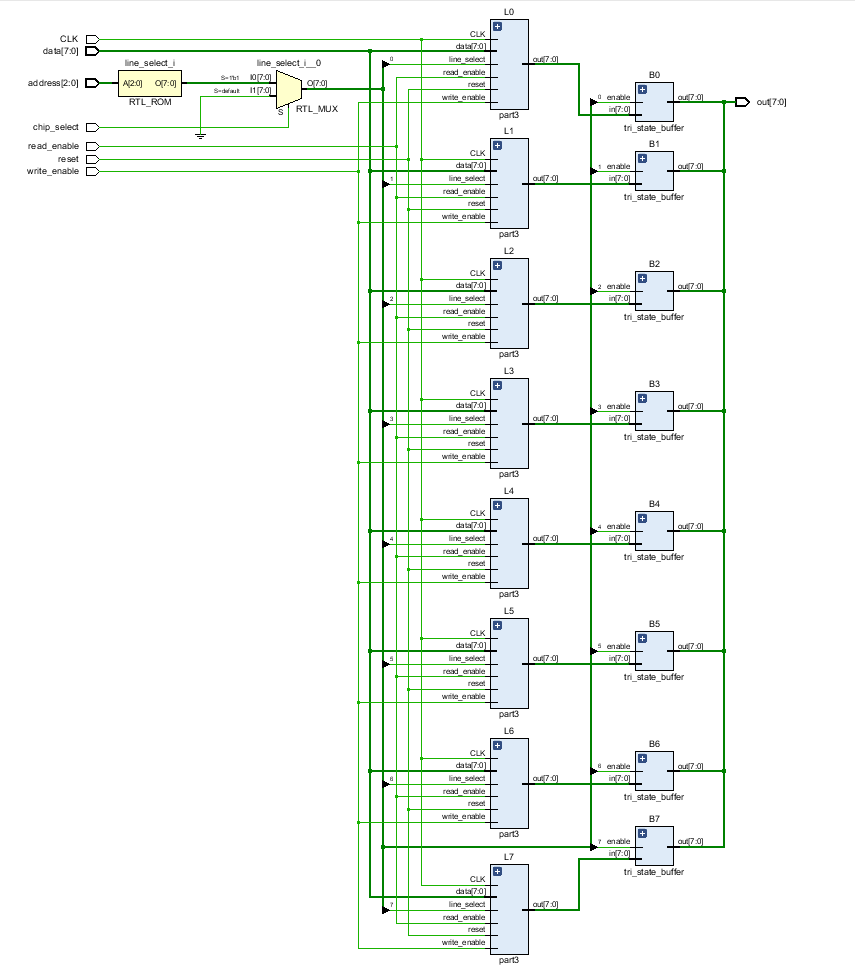 CLK
data[7:0]
line_select_i
address[2:0]
A[2:0] O[7:0]
RTL_ROM
line_select_i__0
S=1'b1 I0[7:0]
S=default I1[7:0]
O[7:0]
S
RTL_MUX
chip_select
read_enable
reset
write_enable
L0
CLK
data[7:0]
0 line_select
read_enable
reset
write_enable
out[7:0]
part3
B0
0 enable
in[7:0]
out[7:0]
tri_state_buffer
out[7:0]
L1
CLK
data[7:0]
1 line_select
read_enable
reset
write_enable
out[7:0]
part3
B1
1 enable
in[7:0]
out[7:0]
tri_state_buffer
L2
CLK
data[7:0]
2 line_select
read_enable
reset
write_enable
out[7:0]
part3
B2
2 enable
in[7:0]
out[7:0]
tri_state_buffer
L3
CLK
data[7:0]
3 line_select
read_enable
reset
write_enable
out[7:0]
part3
B3
3 enable
in[7:0]
out[7:0]
tri_state_buffer
L4
CLK
data[7:0]
4 line_select
read_enable
reset
write_enable
out[7:0]
part3
B4
4 enable
in[7:0]
out[7:0]
tri_state_buffer
L5
CLK
data[7:0]
5 line_select
read_enable
reset
write_enable
out[7:0]
part3
B5
5 enable
in[7:0]
out[7:0]
tri_state_buffer
L6
CLK
data[7:0]
6 line_select
read_enable
reset
write_enable
out[7:0]
part3
B6
6 enable
in[7:0]
out[7:0]
tri_state_buffer
B7
7 enable
in[7:0]
out[7:0]
tri_state_buffer
L7
CLK
data[7:0]
7 line_select
read_enable
reset
write_enable
out[7:0]
part3